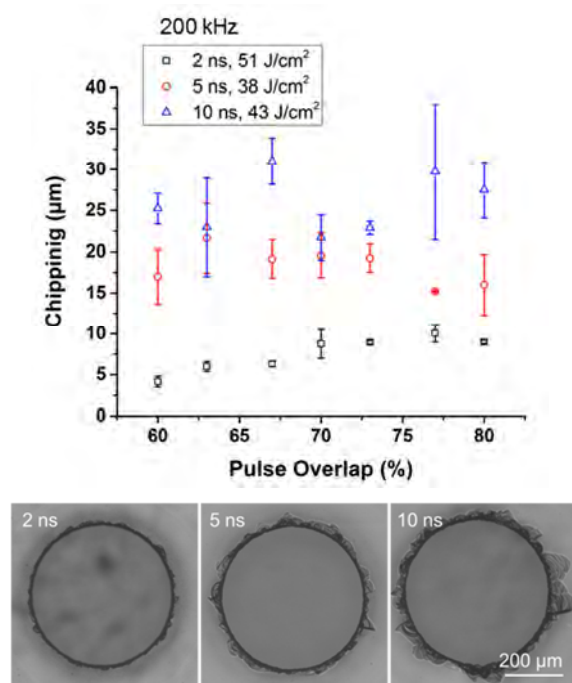 200 kHz
2 ns, 51 J/cm²
5 ns, 38 J/cm²
10 ns, 43 J/cm²
40
35
30
25
20
15
10
5
0
Chippinig (µm)
60 65 70 75 80
Pulse Overlap (%)
2 ns 5 ns 10 ns
200 µm